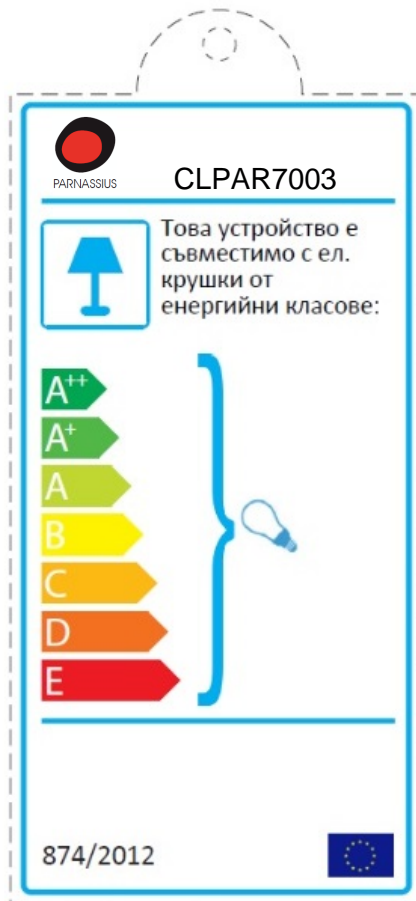 PARNASSIUS
CLPAR7003
Това устройство е
съвместимо с ел.
крушки от
енергийни класове:
A++
A+
A
B
C
D
E
874/2012